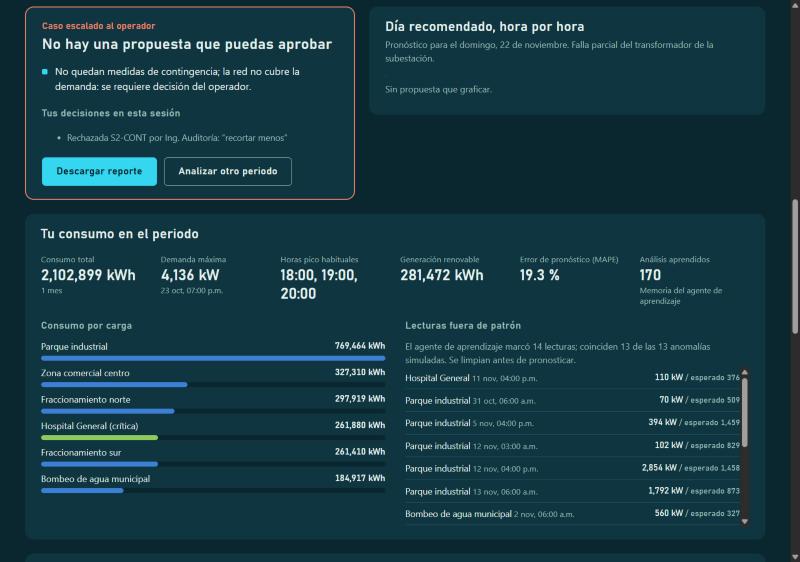 Caso escalado al operador
No hay una propuesta que puedas aprobar
No quedan medidas de contingencia; la red no cubre la
demanda: se requiere decisión del operador.
Tus decisiones en esta sesión
• Rechazada S2-CONT por Ing. Auditoría: "recortar menos"
Descargar reporte
Analizar otro periodo
Día recomendado, hora por hora
Pronóstico para el domingo, 22 de noviembre. Falla parcial del transformador de la
subestación.
Sin propuesta que graficar.
Tu consumo en el periodo
Consumo total
2,102,899 kWh
1 mes
Demanda máxima
4,136 kW
23 oct, 07:00 p.m.
Horas pico habituales
18:00, 19:00,
20:00
Generación renovable
281,472 kWh
Error de pronóstico (MAPE)
19.3 %
Análisis aprendidos
170
Memoria del agente de
aprendizaje
Consumo por carga
Parque industrial 769,464 kWh
Zona comercial centro 327,310 kWh
Fraccionamiento norte 297,919 kWh
Hospital General (crítica) 261,880 kWh
Fraccionamiento sur 261,410 kWh
Bombeo de agua municipal 184,917 kWh
Lecturas fuera de patrón
El agente de aprendizaje marcó 14 lecturas; coinciden 13 de las 13 anomalías
simuladas. Se limpian antes de pronosticar.
Hospital General 11 nov, 04:00 p.m. 110 kW / esperado 376
Parque industrial 31 oct, 06:00 a.m. 70 kW / esperado 509
Parque industrial 5 nov, 04:00 p.m. 394 kW / esperado 1,459
Parque industrial 12 nov, 03:00 a.m. 102 kW / esperado 829
Parque industrial 12 nov, 04:00 p.m. 2,854 kW / esperado 1,458
Parque industrial 13 nov, 06:00 a.m. 1,792 kW / esperado 873
Bombeo de agua municipal 2 nov, 06:00 a.m. 560 kW / esperado 327